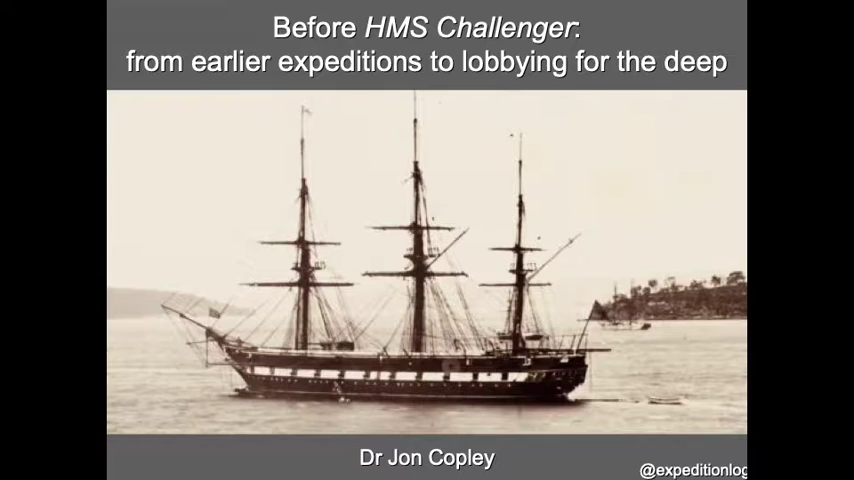 Before HMS Challenger:
from earlier expeditions to lobbying for the deep
Dr Jon Copley
@expeditionlog